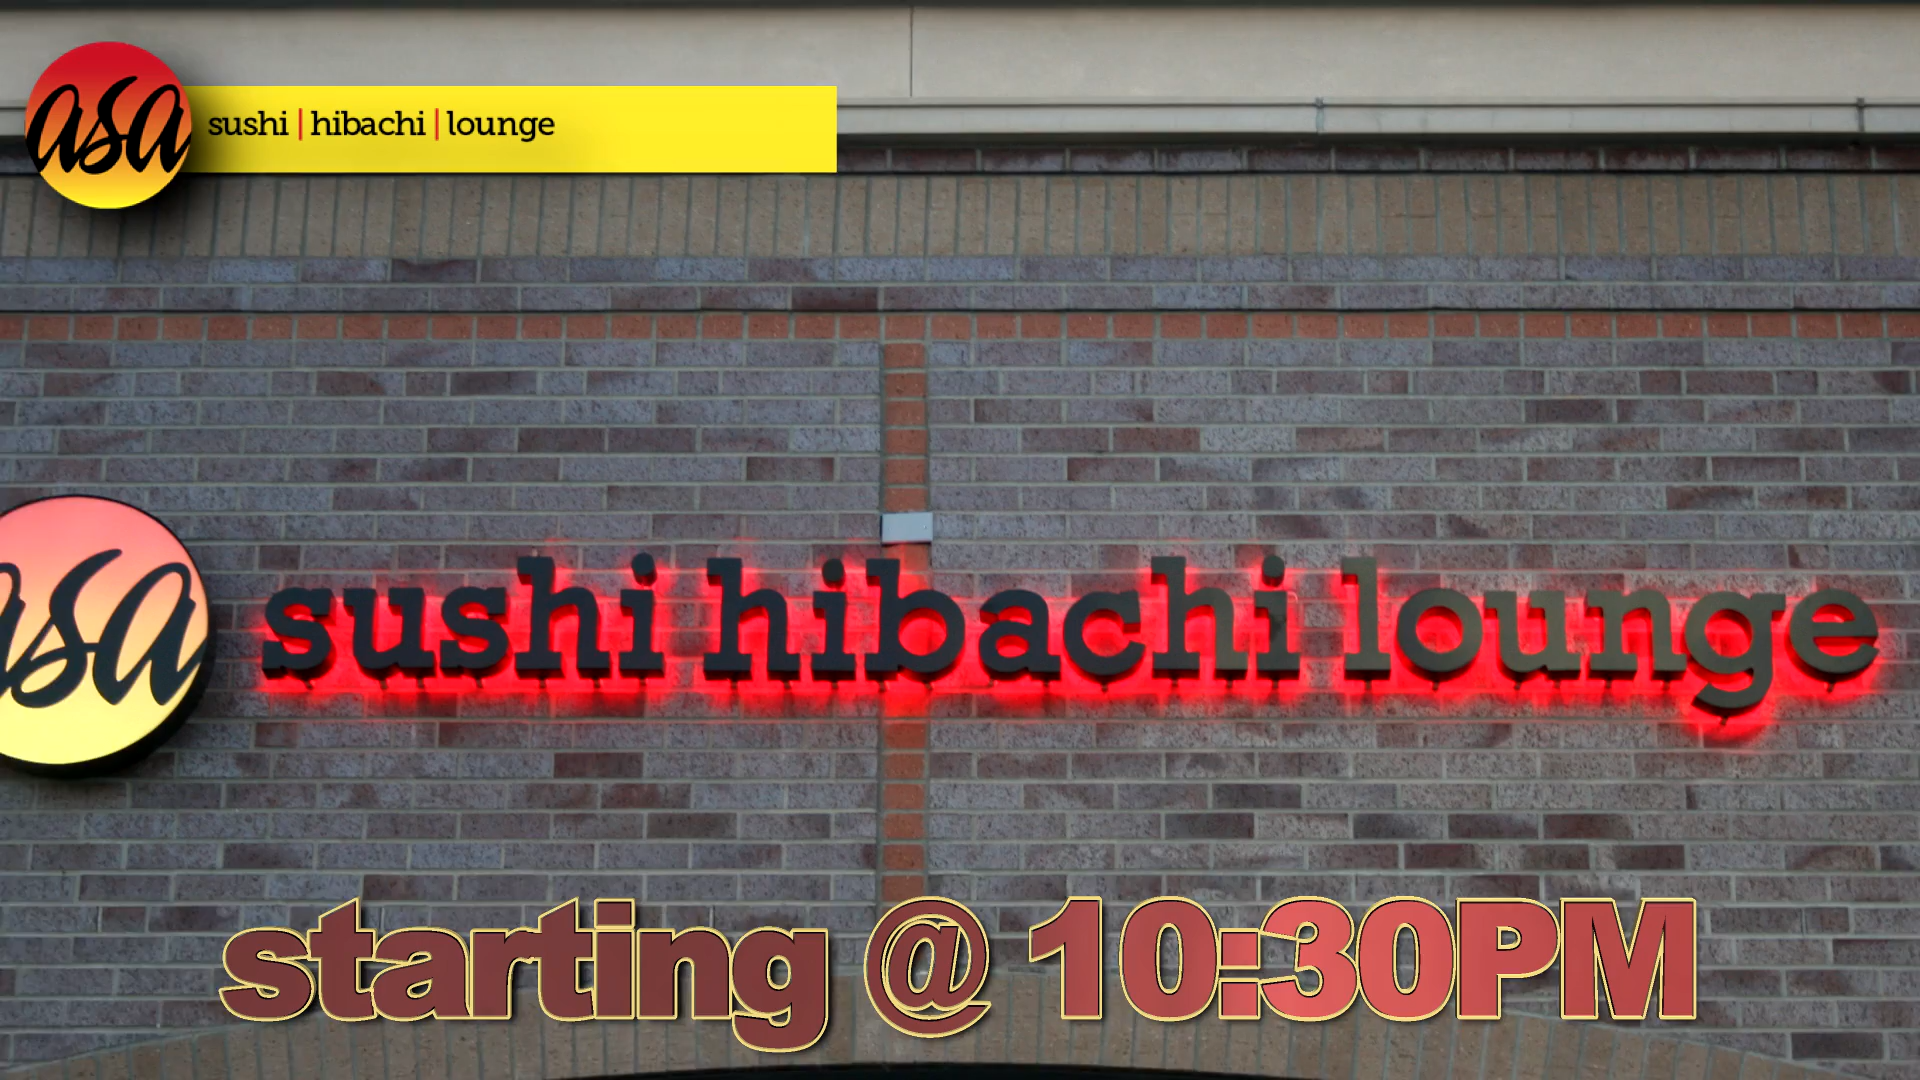 asa
sushi | hibachi | lounge
asa sushi hibachi lounge
starting @ 10:30PM